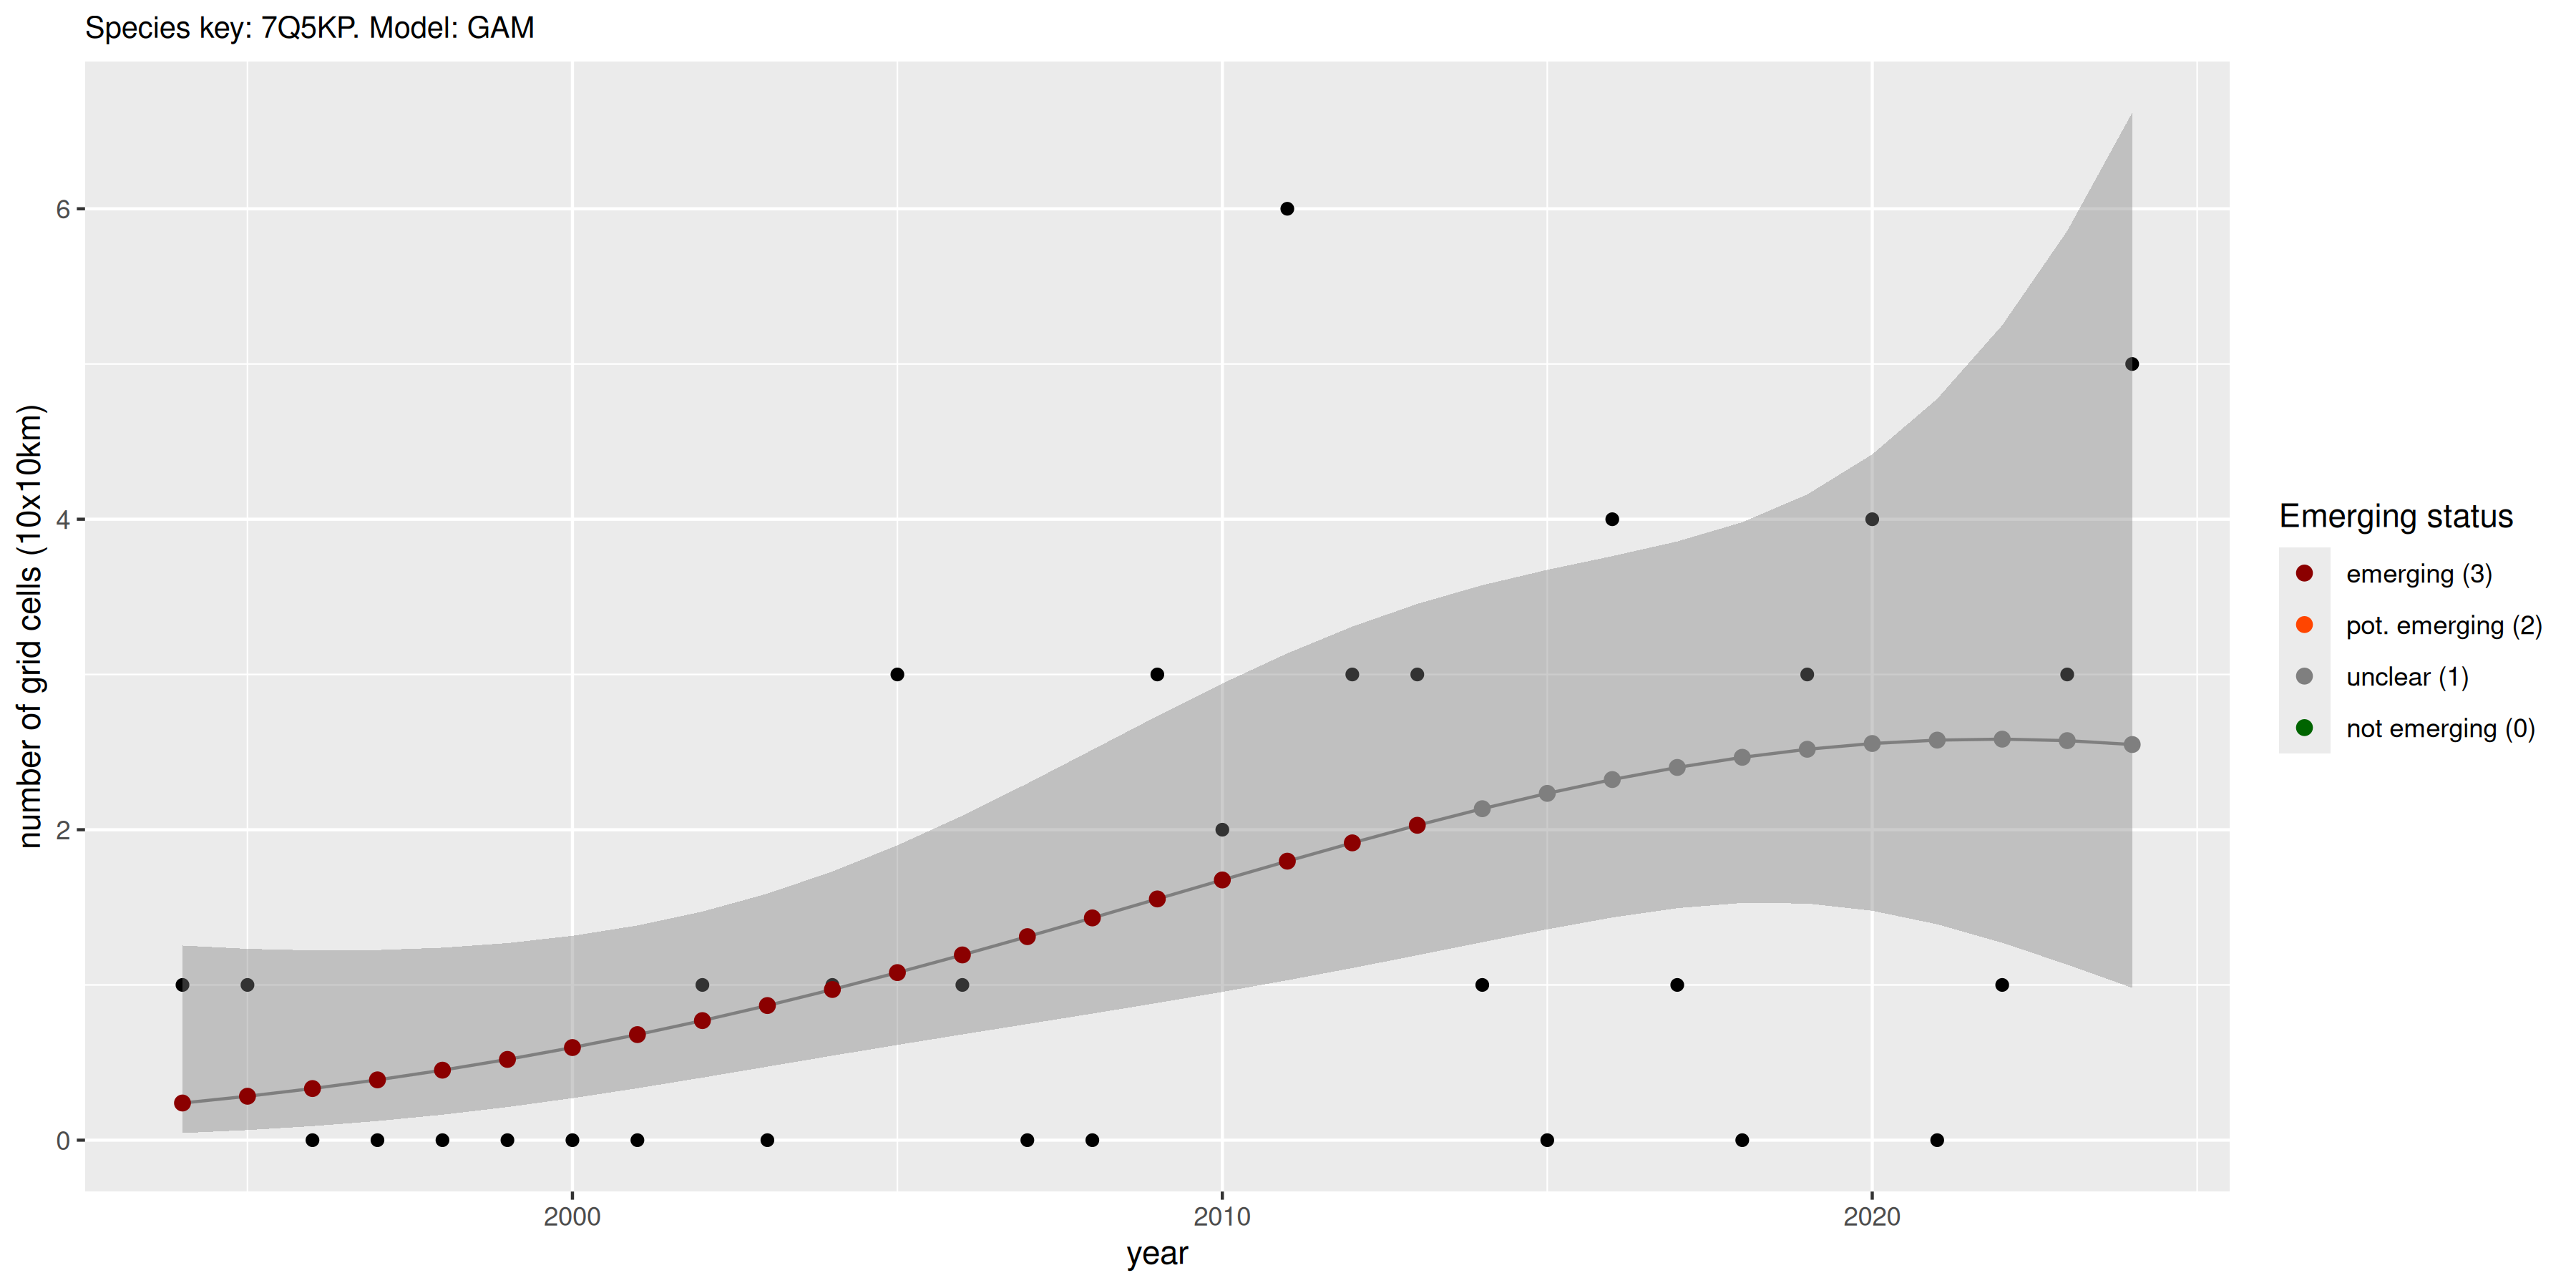 Species key: 7Q5KP. Model: GAM
number of grid cells (10x10km)
6
4
2
0
2000
2010
2020
year
Emerging status
emerging (3)
pot. emerging (2)
unclear (1)
not emerging (0)